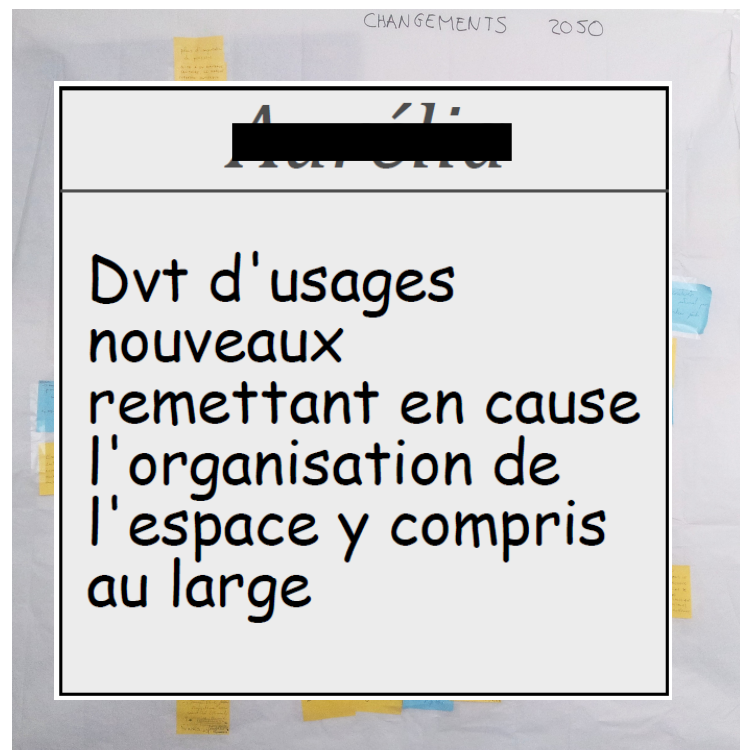 CHANGEMENTS 2050
Dvt d'usages
nouveaux
remettant en cause
l'organisation de
l'espace y compris
au large